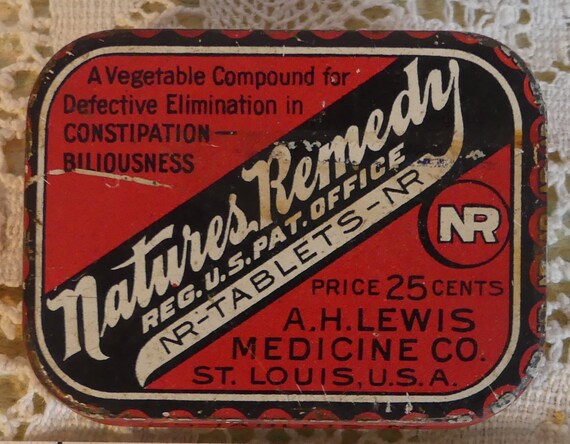 A Vegetable Compound for
Defective Elimination in
CONSTIPATION—
BILIOUSNESS
Natures Remedy
REG. U.S. PAT. OFFICE
NR-TABLETS-NR
NR
PRICE 25 CENTS
A.H. LEWIS
MEDICINE CO.
ST. LOUIS, U.S.A.